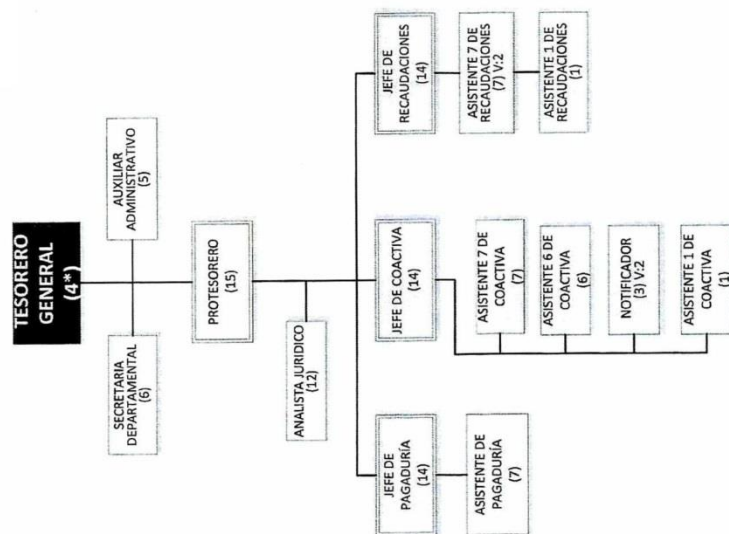 TESORERO
GENERAL
(4*)
SECRETARIA
DEPARTAMENTAL
(6)
AUXILIAR
ADMINISTRATIVO
(5)
PROTESORERO
(15)
ANALISTA JURIDICO
(12)
JEFE DE
PAGADURÍA
(14)
ASISTENTE DE
PAGADURÍA
(7)
JEFE DE COACTIVA
(14)
ASISTENTE 7 DE
COACTIVA
(7)
ASISTENTE 6 DE
COACTIVA
(6)
NOTIFICADOR
(3) V:2
ASISTENTE 1 DE
COACTIVA
(1)
JEFE DE
RECAUDACIONES
(14)
ASISTENTE 7 DE
RECAUDACIONES
(7) V:2
ASISTENTE 1 DE
RECAUDACIONES
(1)